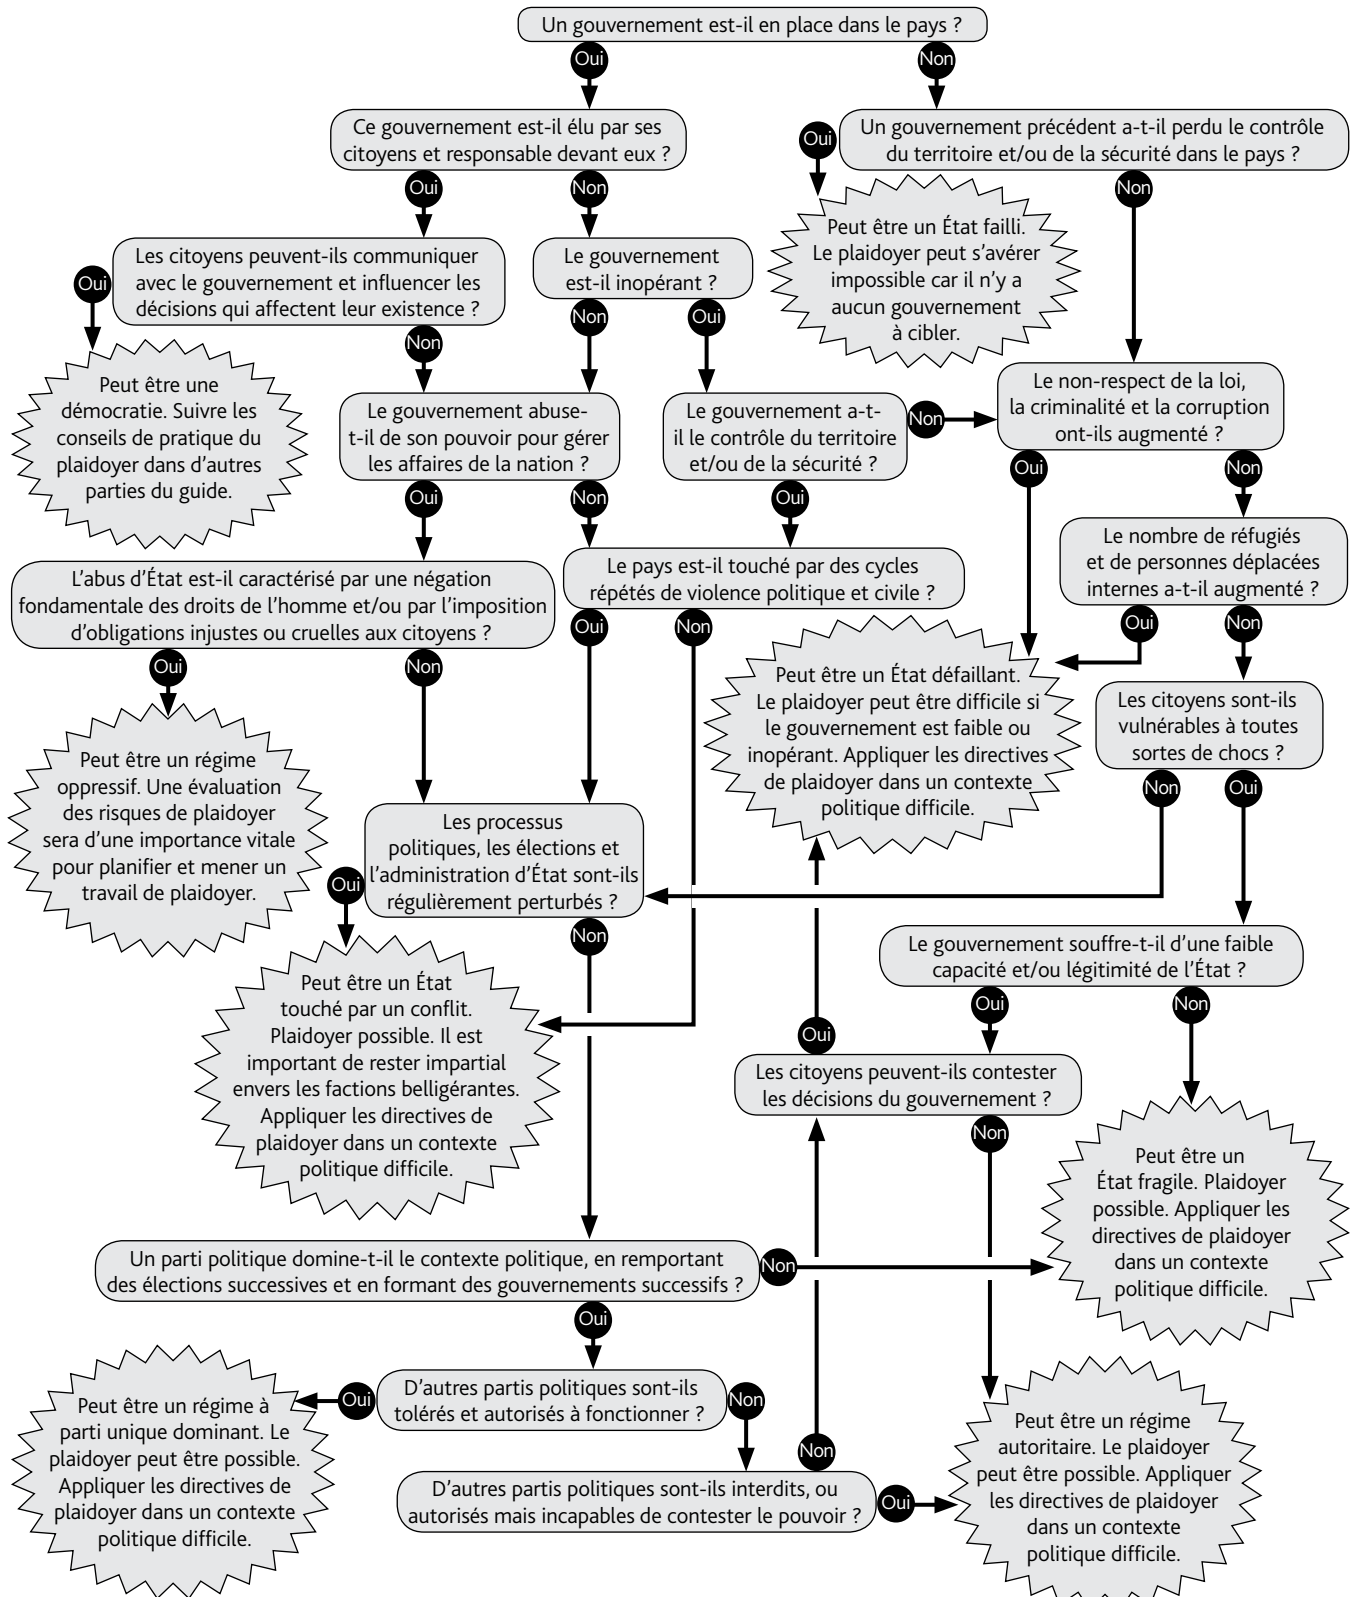 Un gouvernement est-il en place dans le pays ?
Oui
Non
Ce gouvernement est-il élu par ses
citoyens et responsable devant eux ?
Oui
Un gouvernement précédent a-t-il perdu le contrôle
du territoire et/ou de la sécurité dans le pays ?
Oui
Non
Non
Peut être un État failli.
Le plaidoyer peut s’avérer
impossible car il n’y a
aucun gouvernement
à cibler.
Les citoyens peuvent-ils communiquer
avec le gouvernement et influencer les
décisions qui affectent leur existence ?
Le gouvernement
est-il inopérant ?
Oui
Non
Non
Oui
Peut être une
démocratie. Suivre les
conseils de pratique du
plaidoyer dans d’autres
parties du guide.
Le gouvernement abuse-
t-il de son pouvoir pour gérer
les affaires de la nation ?
Le gouvernement a-t-
il le contrôle du territoire
et/ou de la sécurité ?
Non
Le non-respect de la loi,
la criminalité et la corruption
ont-ils augmenté ?
Oui
Non
Oui
Non
Oui
Le nombre de réfugiés
et de personnes déplacées
internes a-t-il augmenté ?
L’abus d’État est-il caractérisé par une négation
fondamentale des droits de l’homme et/ou par l’imposition
d’obligations injustes ou cruelles aux citoyens ?
Le pays est-il touché par des cycles
répétés de violence politique et civile ?
Oui
Non
Oui
Non
Oui
Non
Peut être un État défaillant.
Le plaidoyer peut être difficile si
le gouvernement est faible ou
inopérant. Appliquer les directives
de plaidoyer dans un contexte
politique difficile.
Les citoyens sont-ils
vulnérables à toutes
sortes de chocs ?
Peut être un régime
oppressif. Une évaluation
des risques de plaidoyer
sera d’une importance vitale
pour planifier et mener un
travail de plaidoyer.
Non
Oui
Les processus
politiques, les élections et
l’administration d’État sont-ils
régulièrement perturbés ?
Oui
Non
Le gouvernement souffre-t-il d’une faible
capacité et/ou légitimité de l’État ?
Peut être un État
touché par un conflit.
Plaidoyer possible. Il est
important de rester impartial
envers les factions belligérantes.
Appliquer les directives de
plaidoyer dans un contexte
politique difficile.
Oui
Non
Oui
Les citoyens peuvent-ils contester
les décisions du gouvernement ?
Non
Peut être un
État fragile. Plaidoyer
possible. Appliquer les
directives de plaidoyer
dans un contexte
politique difficile.
Un parti politique domine-t-il le contexte politique, en remportant
des élections successives et en formant des gouvernements successifs ?
Non
Oui
D’autres partis politiques sont-ils
tolérés et autorisés à fonctionner ?
Oui
Non
Peut être un régime à
parti unique dominant. Le
plaidoyer peut être possible.
Appliquer les directives de
plaidoyer dans un contexte
politique difficile.
Non
D’autres partis politiques sont-ils interdits, ou
autorisés mais incapables de contester le pouvoir ?
Oui
Peut être un régime
autoritaire. Le plaidoyer
peut être possible. Appliquer
les directives de plaidoyer
dans un contexte
politique difficile.